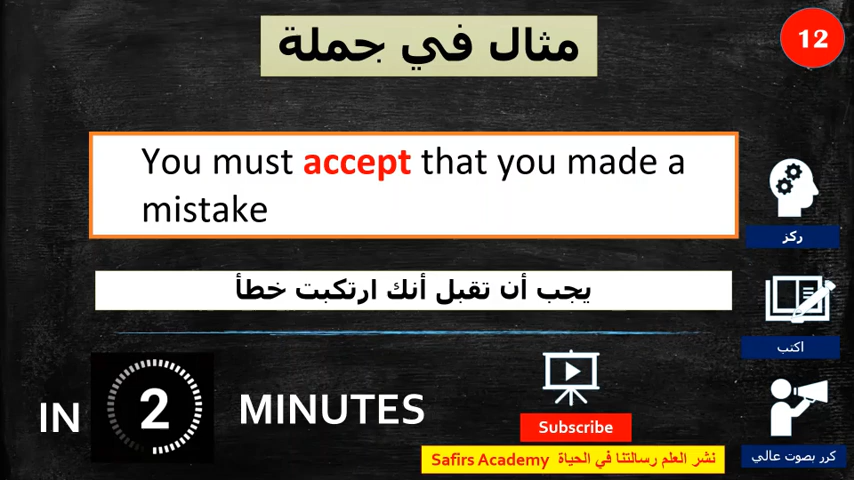 مثال في جملة
12
You must accept that you made a
mistake
ركز
يجب أن تقبل أنك ارتكبت خطأ
اكتب
IN 2 MINUTES
Subscribe
كرر بصوت عالي
نشر العلم رسالتنا في الحياة Safirs Academy